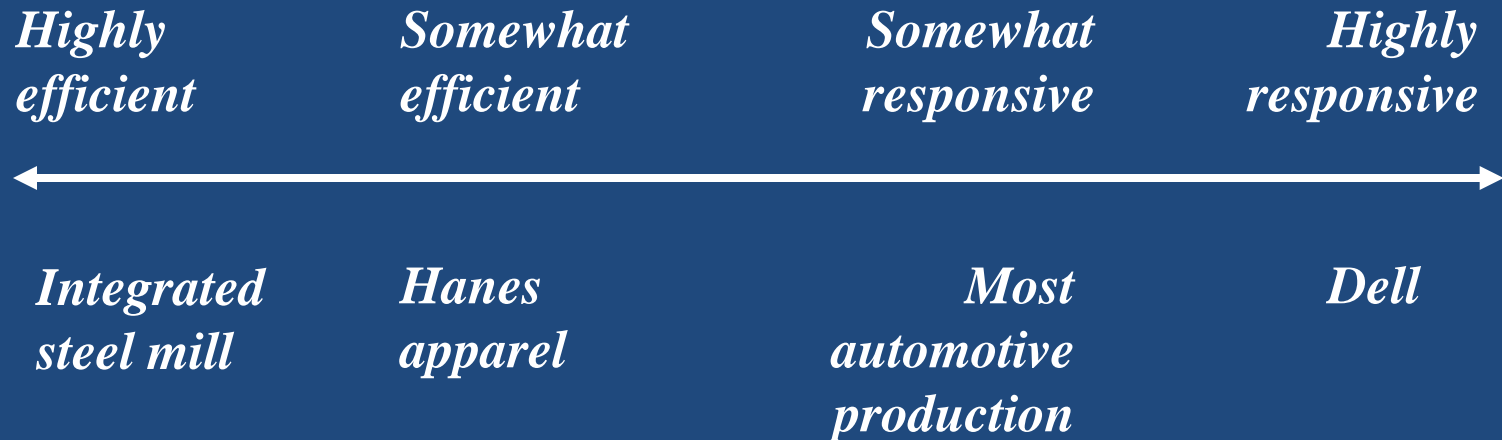 Highly
efficient
Somewhat
efficient
Somewhat
responsive
Highly
responsive
Integrated
steel mill
Hanes
apparel
Most
automotive
production
Dell